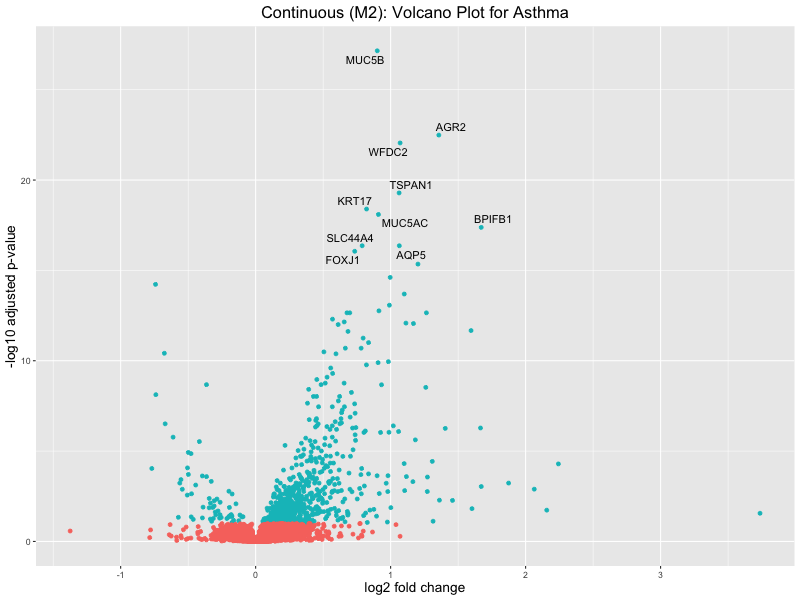 Continuous (M2): Volcano Plot for Asthma
MUC5B
AGR2
WFDC2
TSPAN1
KRT17
MUC5AC
BPIFB1
SLC44A4
AQP5
FOXJ1
20
10
0
-log10 adjusted p-value
-1
0
1
2
3
log2 fold change